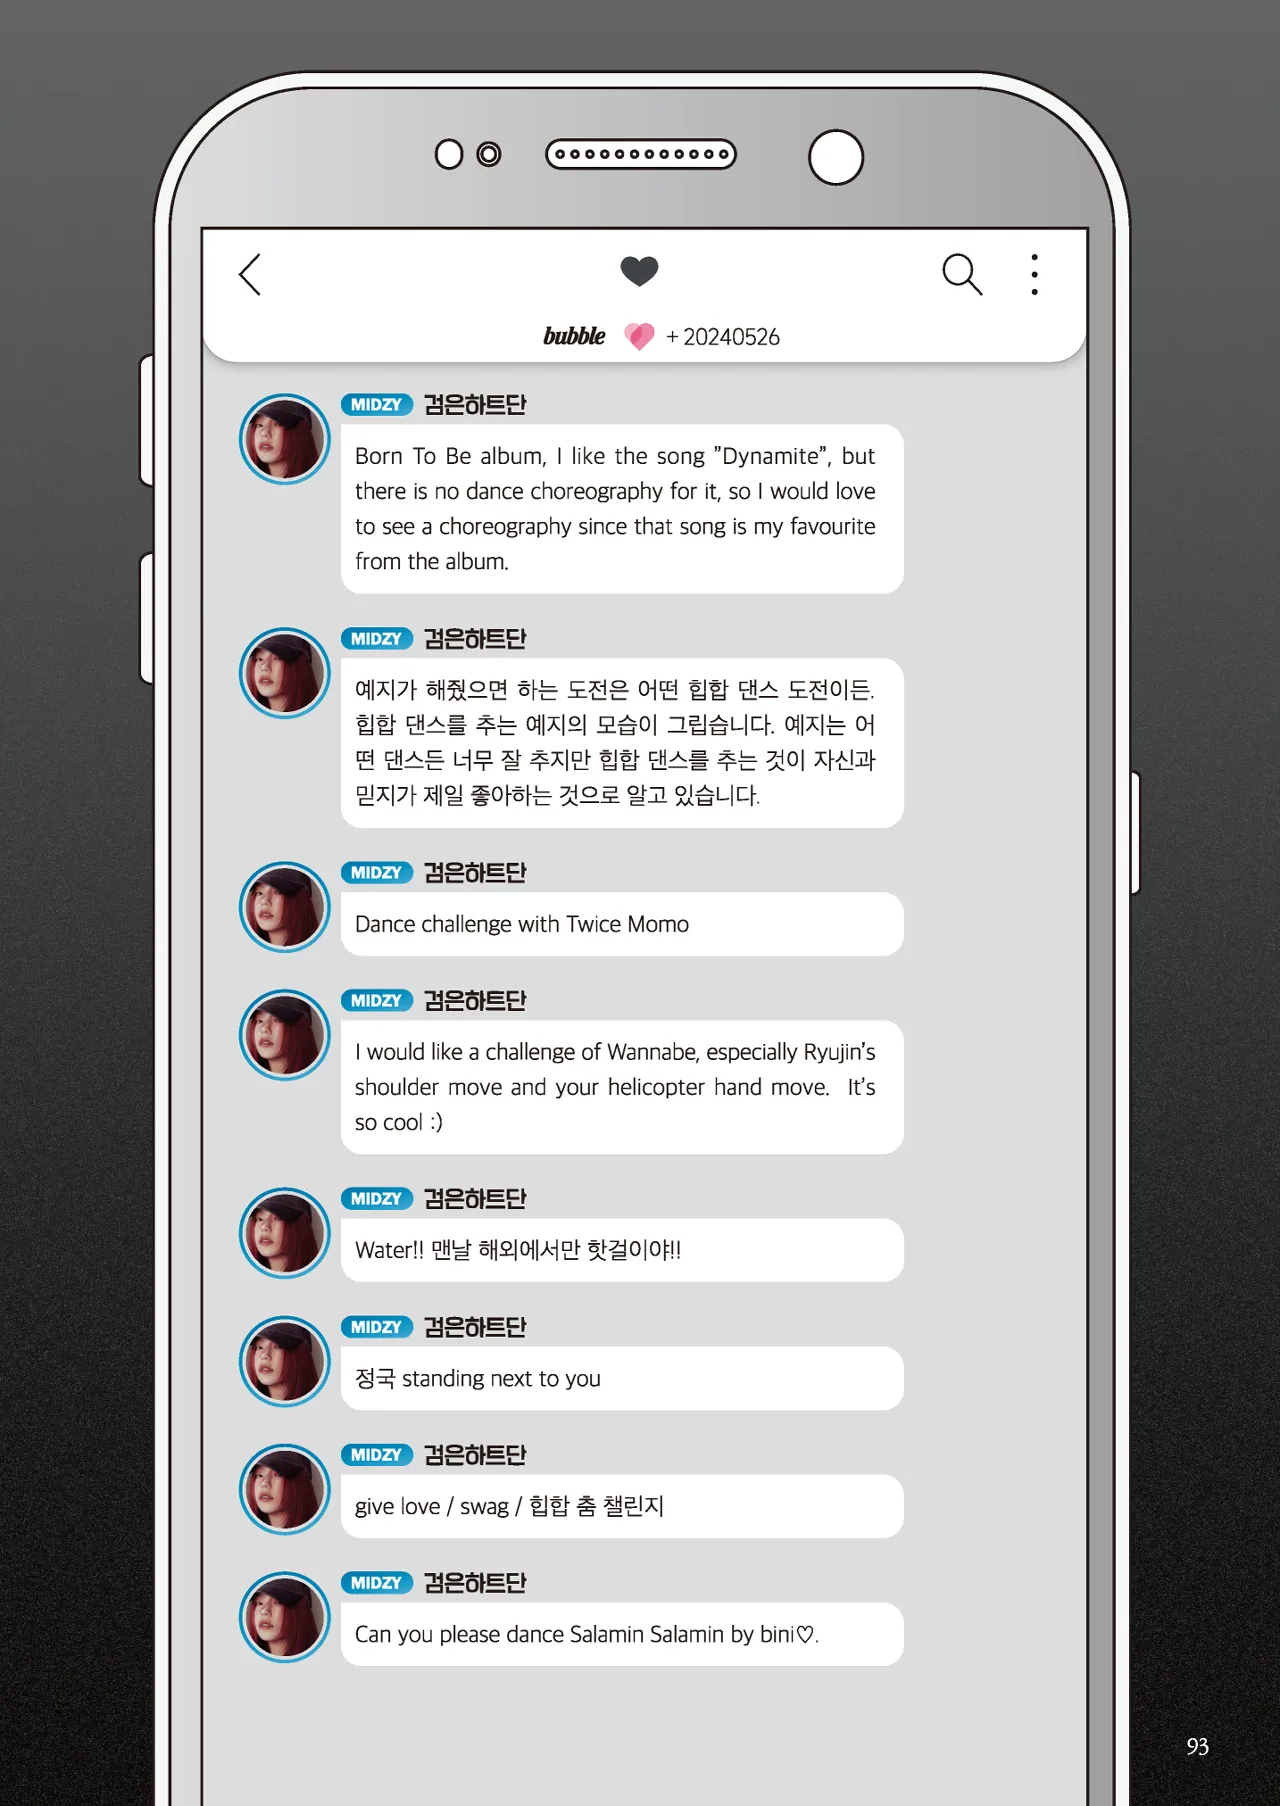 bubble + 20240526
MIDZY 검은하트단
Born To Be album, I like the song ”Dynamite”, but
there is no dance choreography for it, so I would love
to see a choreography since that song is my favourite
from the album.
MIDZY 검은하트단
예지가 해줬으면 하는 도전은 어떤 힙합 댄스 도전이든.
힙합 댄스를 추는 예지의 모습이 그립습니다. 예지는 어
떤 댄스든 너무 잘 추지만 힙합 댄스를 추는 것이 자신과
믿지가 제일 좋아하는 것으로 알고 있습니다.
MIDZY 검은하트단
Dance challenge with Twice Momo
MIDZY 검은하트단
I would like a challenge of Wannabe, especially Ryujin’s
shoulder move and your helicopter hand move. It’s
so cool :)
MIDZY 검은하트단
Water!! 맨날 해외에서만 핫걸이야!!
MIDZY 검은하트단
정국 standing next to you
MIDZY 검은하트단
give love / swag / 힙합 춤 챌린지
MIDZY 검은하트단
Can you please dance Salamin Salamin by bini♡.
93